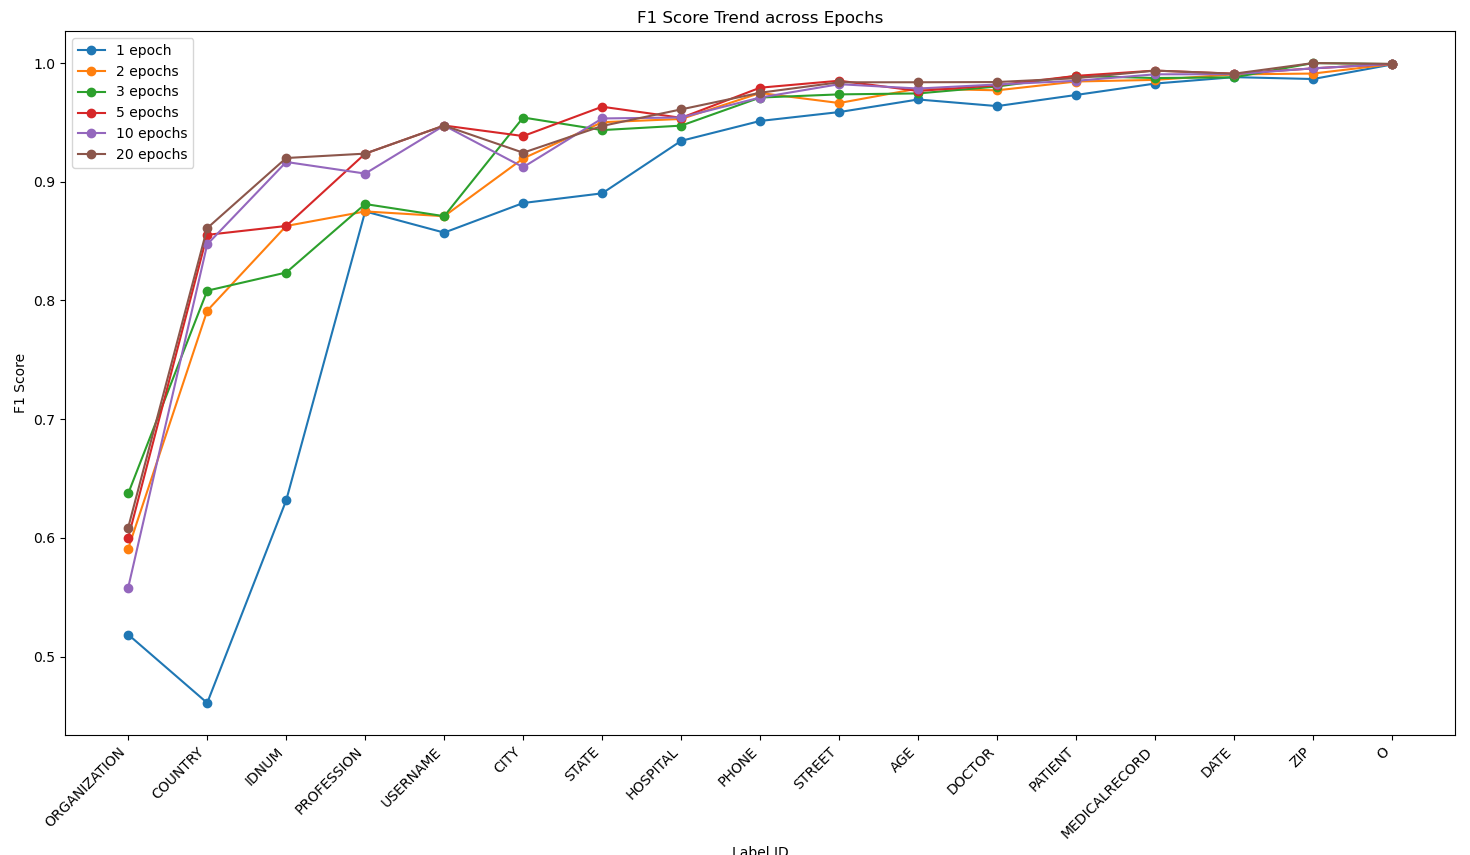 F1 Score Trend across Epochs
1 epoch
2 epochs
3 epochs
5 epochs
10 epochs
20 epochs
F1 Score
1.0
0.9
0.8
0.7
0.6
0.5
ORGANIZATION
COUNTRY
IDNUM
PROFESSION
USERNAME
CITY
STATE
HOSPITAL
PHONE
STREET
AGE
DOCTOR
PATIENT
MEDICALRECORD
DATE
ZIP
O
Label ID